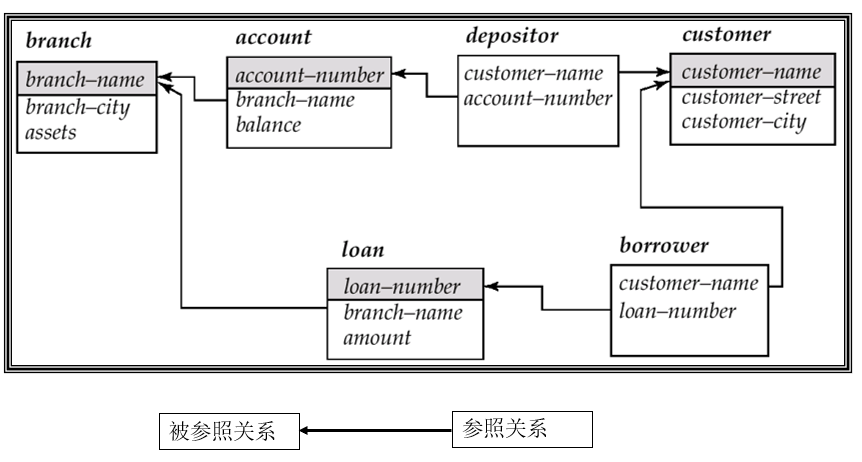 branch
branch–name
branch–city
assets
account
account–number
branch–name
balance
depositor
customer–name
account–number
customer
customer–name
customer–street
customer–city
loan
loan–number
branch–name
amount
borrower
customer–name
loan–number
被参照关系
参照关系